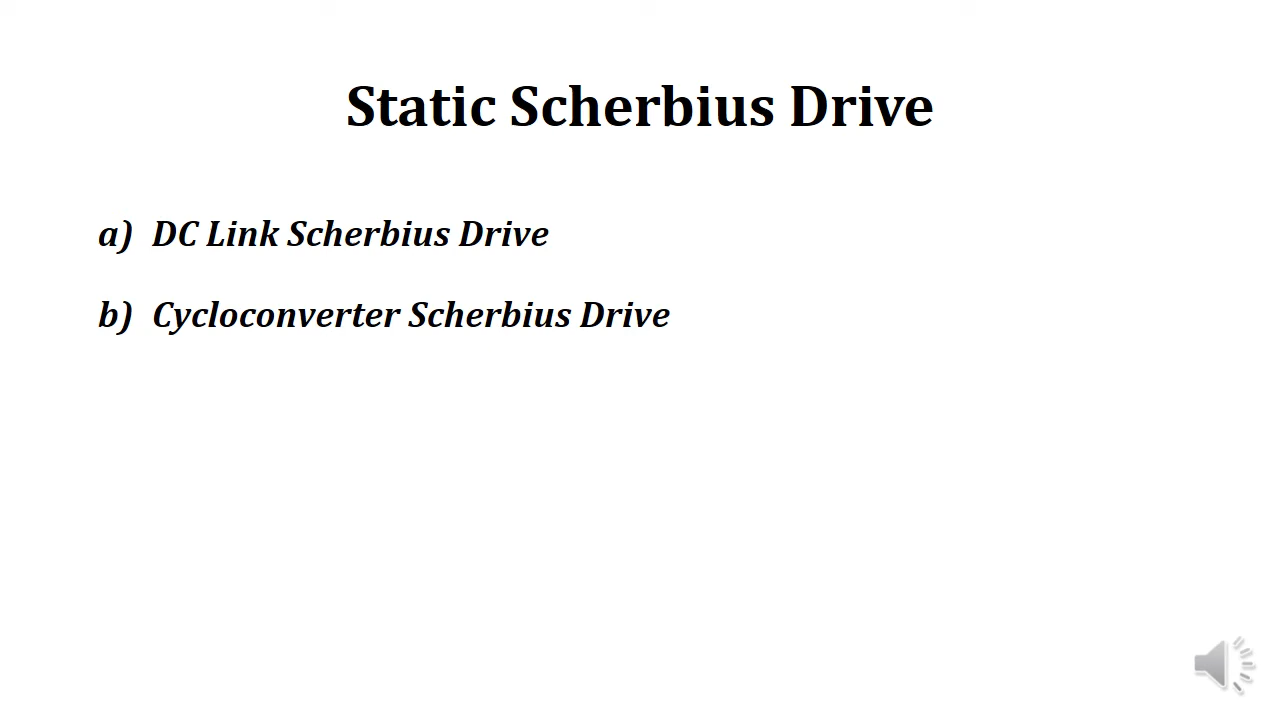 Static Scherbius Drive
a) DC Link Scherbius Drive
b) Cycloconverter Scherbius Drive